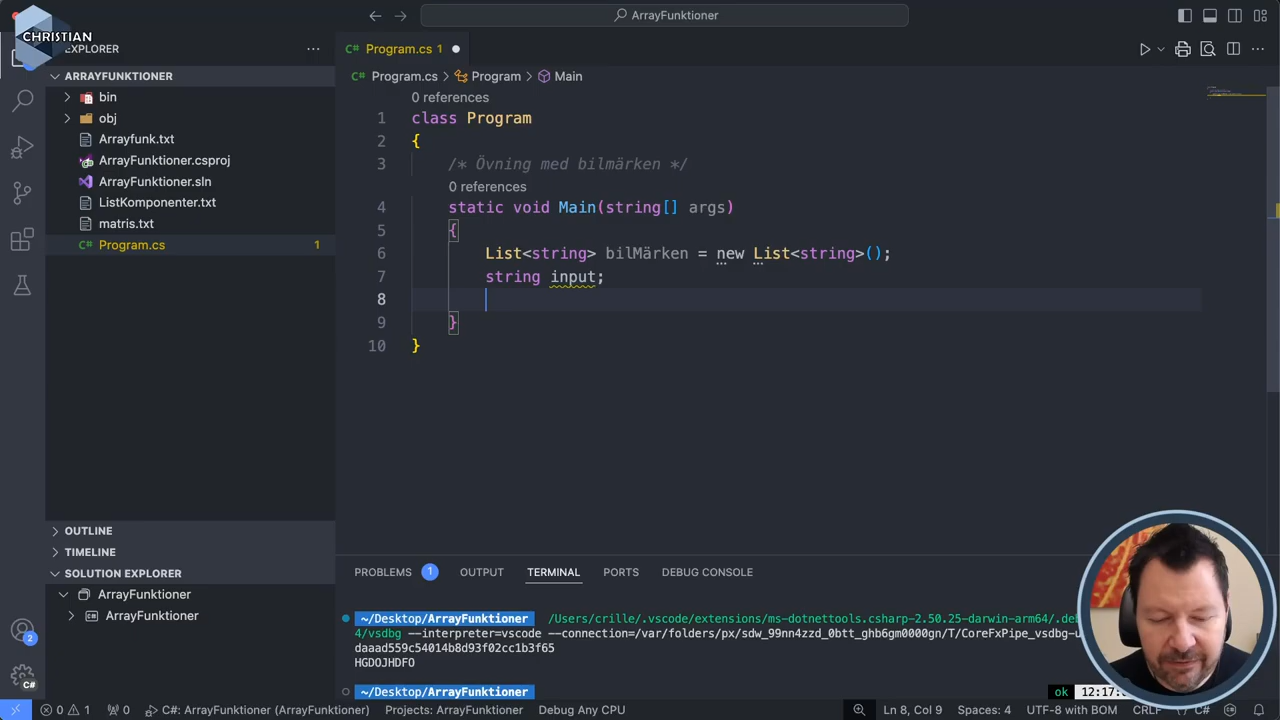 CHRISTIAN
ArrayFunktioner
EXPLORER
Program.cs 1
ARRAYFUNKTIONER
Program.cs > Program > Main
bin
obj
Arrayfunk.txt
ArrayFunktioner.csproj
ArrayFunktioner.sln
ListKomponenter.txt
matris.txt
Program.cs 1
0 references
1 class Program
2 {
3 /* Övning med bilmärken */
0 references
4 static void Main(string[] args)
5 {
6 List<string> bilMärken = new List<string>();
7 string input;
8
9 }
10 }
OUTLINE
TIMELINE
SOLUTION EXPLORER
ArrayFunktioner
ArrayFunktioner
PROBLEMS 1 OUTPUT TERMINAL PORTS DEBUG CONSOLE
~/Desktop/ArrayFunktioner /Users/crille/.vscode/extensions/ms-dotnettools.csharp-2.50.25-darwin-arm64/.de
4/vsdbg --interpreter=vscode --connection=/var/folders/px/sdw_99nn4zzd_0btt_ghb6gm0000gn/T/CoreFxPipe_vsdbg-u
daaad559c54014b8d93f02cc1b3f65
HGDOJHDFO
~/Desktop/ArrayFunktioner ok 12:17:
2
C#
0 1 0 C#: ArrayFunktioner (ArrayFunktioner) Projects: ArrayFunktioner Debug Any CPU Ln 8, Col 9 Spaces: 4 UTF-8 with BOM CRLF C#